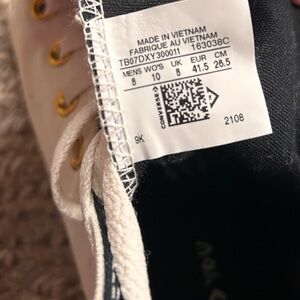 MADE IN VIETNAM
FABRIQUE AU VIETNAM
TB07DXY300011 163038C
MENS WO'S UK EUR CM
8 10 8 41.5 26.5
CONVERSE
9K 2108